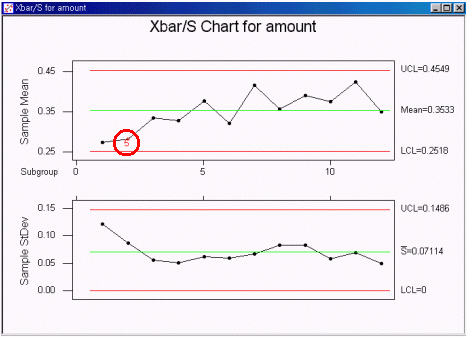 Xbar/S for amount
Xbar/S Chart for amount
Sample Mean
0.45
0.35
0.25
UCL=0.4549
Mean=0.3533
LCL=0.2518
5
Subgroup
0
5
10
Sample StDev
0.15
0.10
0.05
0.00
UCL=0.1486
S̅=0.07114
LCL=0